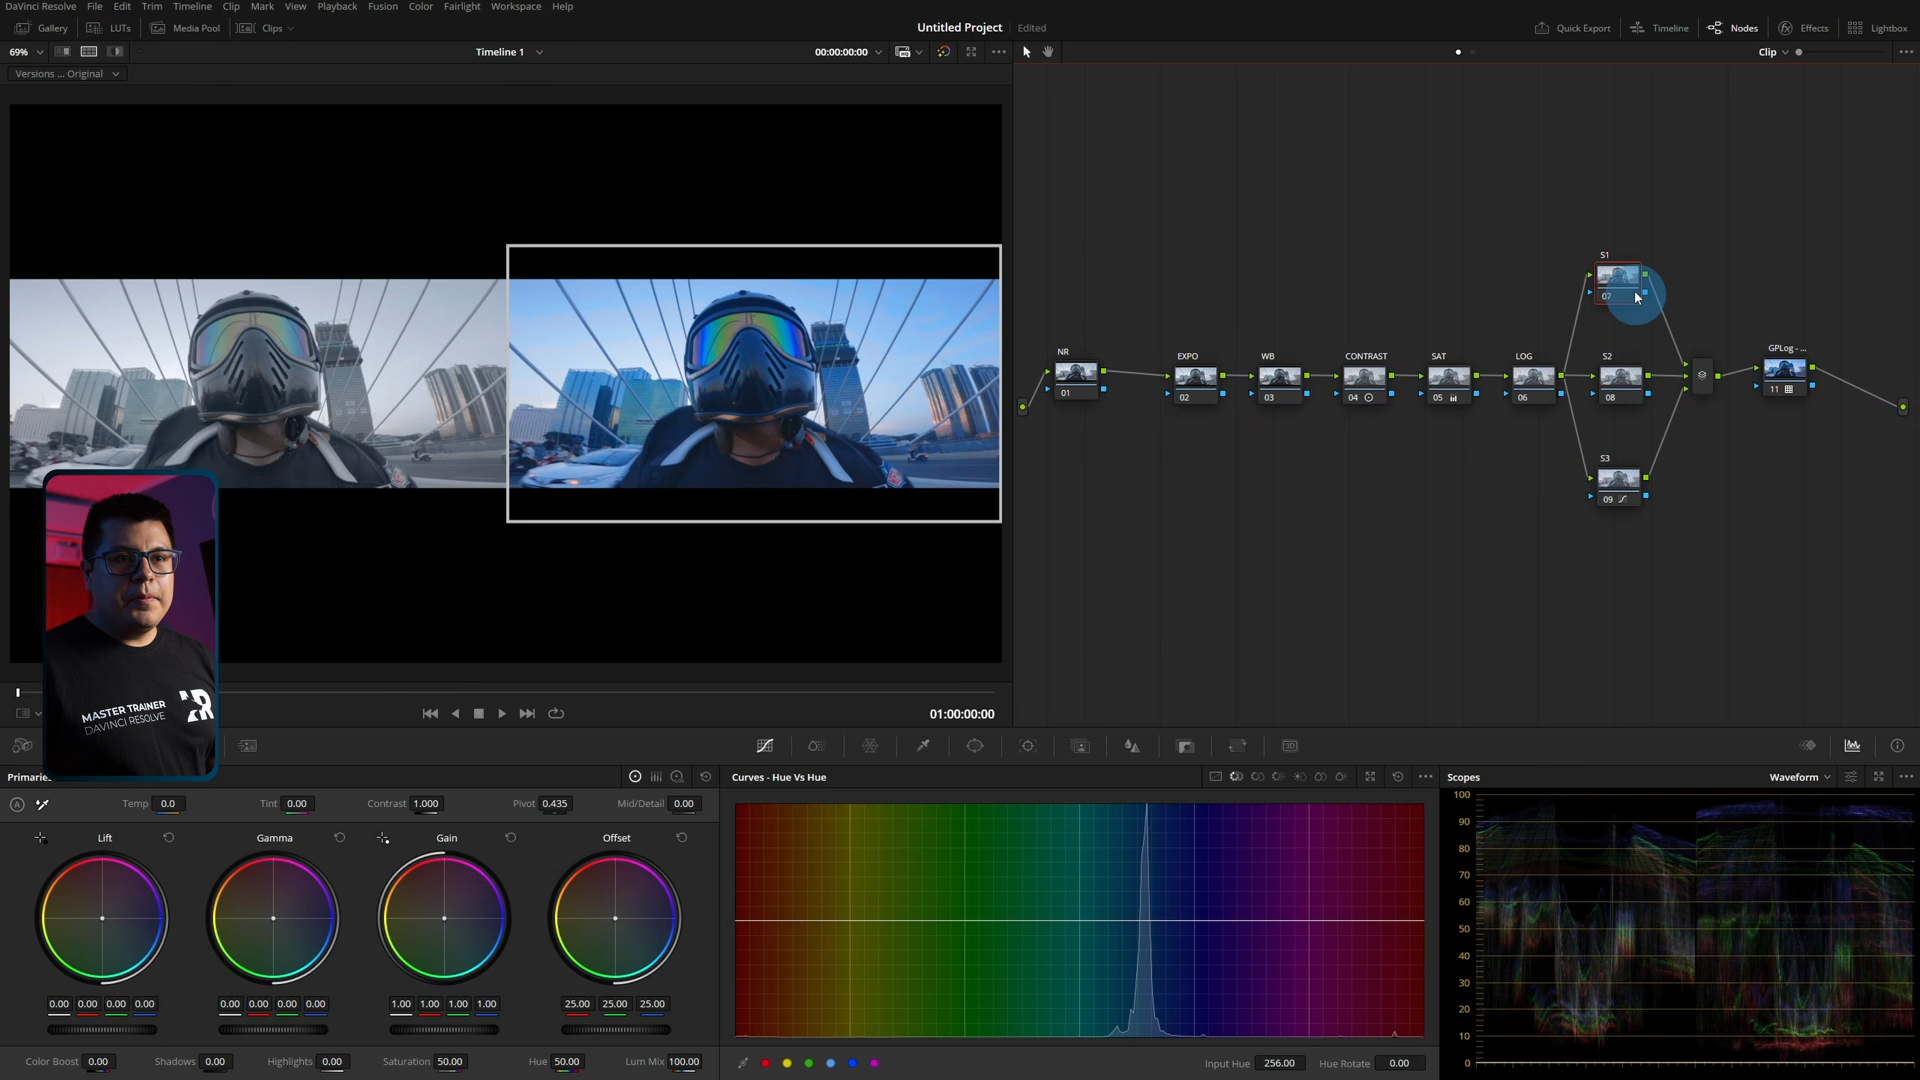 DaVinci Resolve File Edit Trim Timeline Clip Mark View Playback Fusion Color Fairlight Workspace Help
Gallery LUTs Media Pool Clips Untitled Project Edited Quick Export Timeline Nodes Effects Lightbox
69% Timeline 1 00:00:00:00 Clip
Versions ... Original
S1
07
NR
01
EXPO
02
WB
03
CONTRAST
04
SAT
05
LOG
06
S2
08
GPLog - ...
11
S3
09
MASTER TRAINER
DAVINCI RESOLVE
01:00:00:00
Primaries
Temp 0.0 Tint 0.00 Contrast 1.000 Pivot 0.435 Mid/Detail 0.00
Lift Gamma Gain Offset
0.00 0.00 0.00 0.00 0.00 0.00 0.00 0.00 1.00 1.00 1.00 1.00 25.00 25.00 25.00
Color Boost 0.00 Shadows 0.00 Highlights 0.00 Saturation 50.00 Hue 50.00 Lum Mix 100.00
Curves - Hue Vs Hue
Input Hue 256.00 Hue Rotate 0.00
Scopes Waveform
100
90
80
70
60
50
40
30
20
10
0